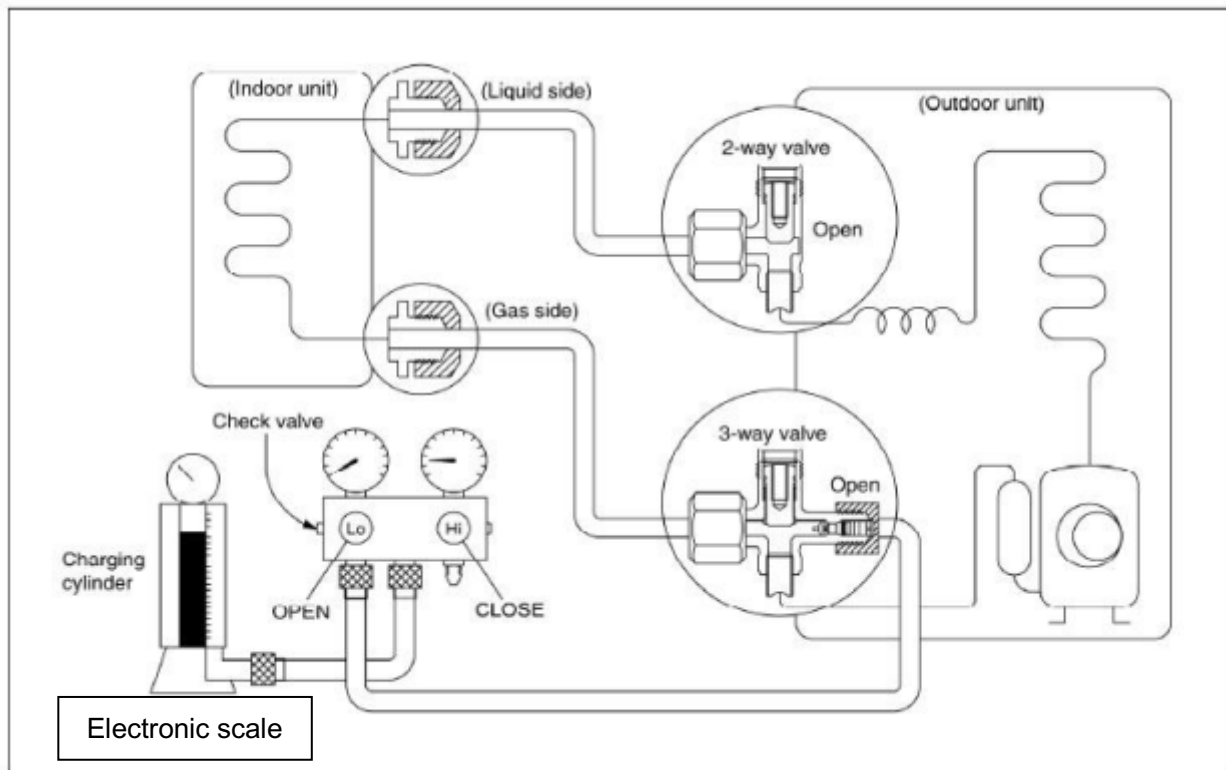 (Indoor unit)
(Liquid side)
(Outdoor unit)
2-way valve
Open
(Gas side)
Check valve
3-way valve
Open
Lo
Hi
Charging
cylinder
OPEN
CLOSE
Electronic scale